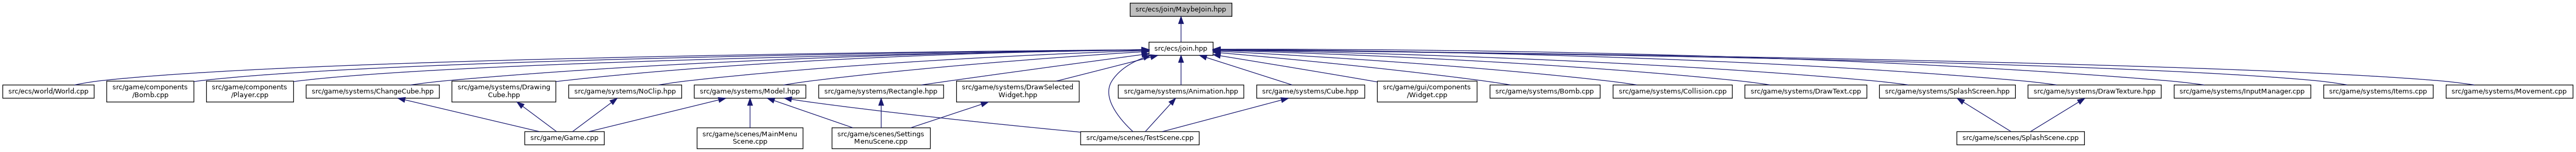 src/ecs/join/MaybeJoin.hpp
src/ecs/join.hpp
src/ecs/world/World.cpp
src/game/components
/Bomb.cpp
src/game/components
/Player.cpp
src/game/systems/ChangeCube.hpp
src/game/systems/Drawing
Cube.hpp
src/game/systems/NoClip.hpp
src/game/systems/Model.hpp
src/game/systems/Rectangle.hpp
src/game/systems/DrawSelected
Widget.hpp
src/game/systems/Animation.hpp
src/game/systems/Cube.hpp
src/game/gui/components
/Widget.cpp
src/game/systems/Bomb.cpp
src/game/systems/Collision.cpp
src/game/systems/DrawText.cpp
src/game/systems/SplashScreen.hpp
src/game/systems/DrawTexture.hpp
src/game/systems/InputManager.cpp
src/game/systems/Items.cpp
src/game/systems/Movement.cpp
src/game/Game.cpp
src/game/scenes/MainMenu
Scene.cpp
src/game/scenes/Settings
MenuScene.cpp
src/game/scenes/TestScene.cpp
src/game/scenes/SplashScene.cpp